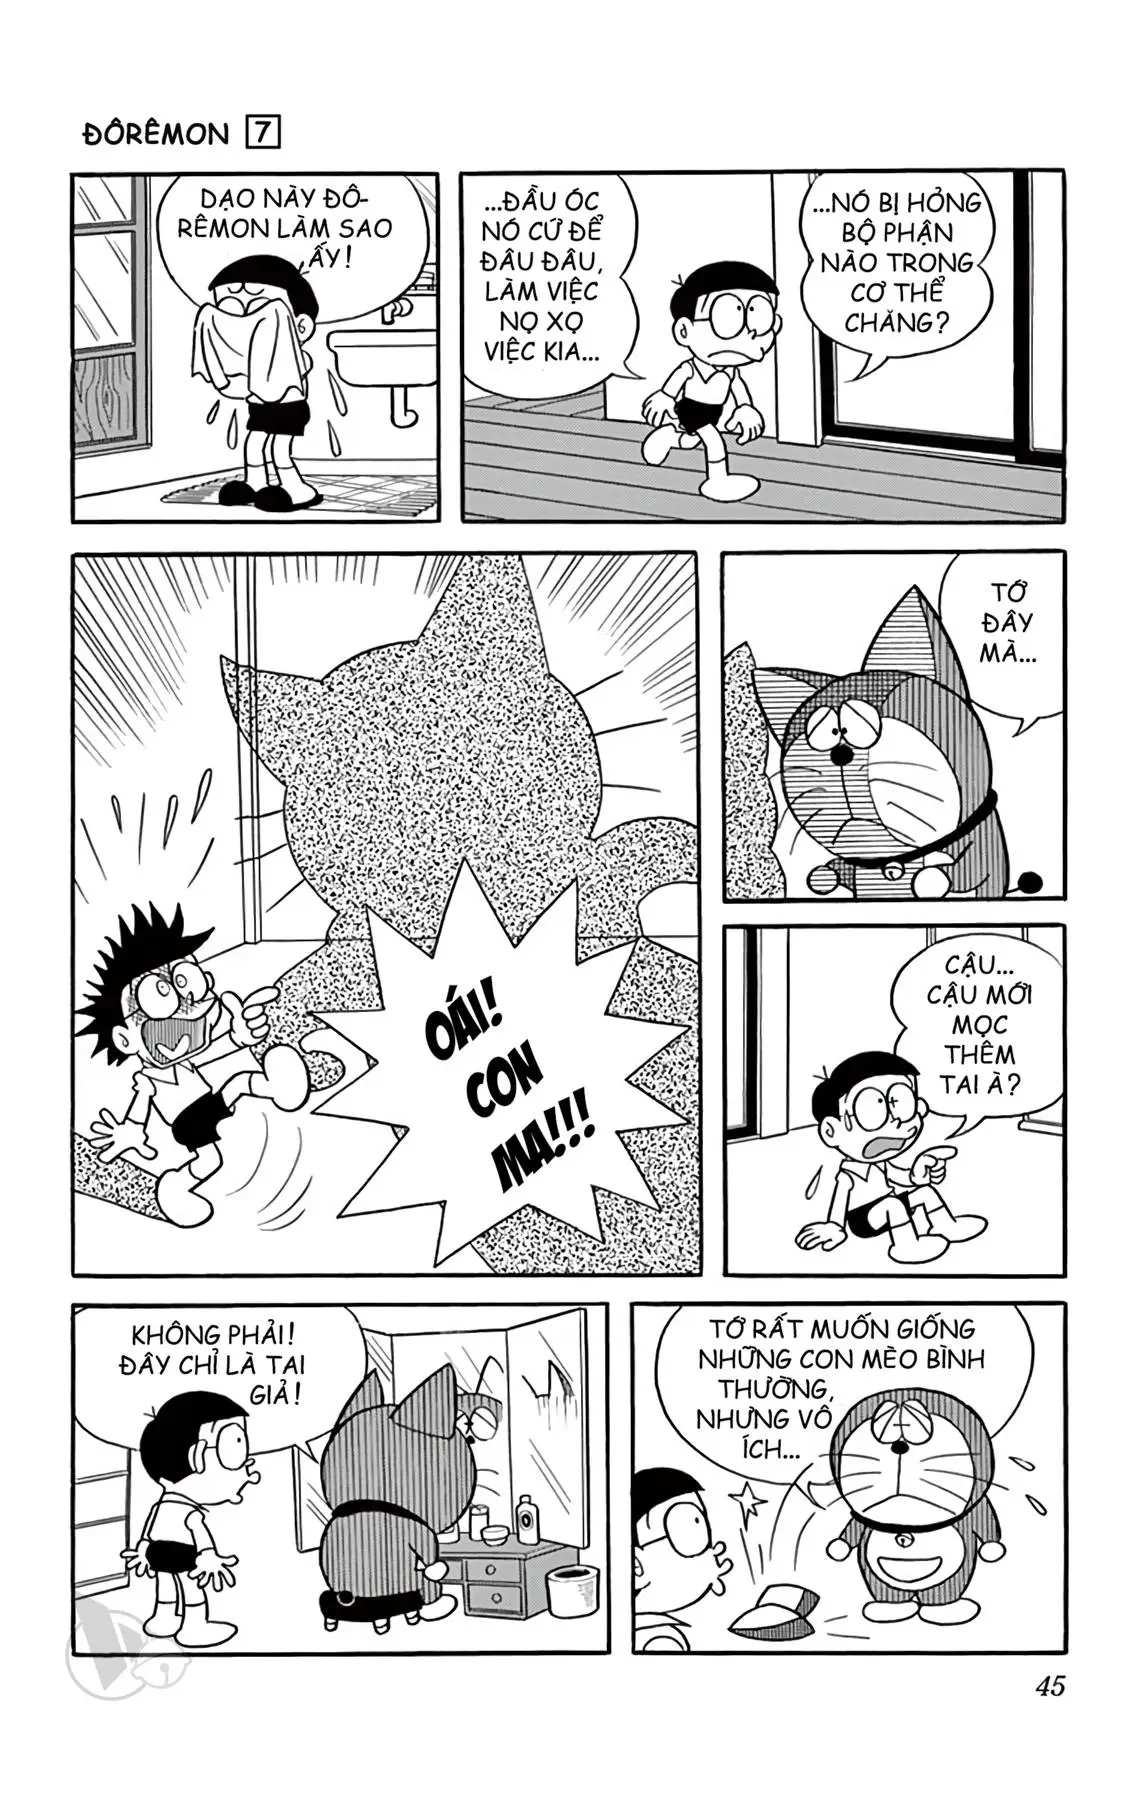 ĐÔRÊMON 7
DẠO NÀY ĐÔ-
RÊMON LÀM SAO
ẤY!
...ĐẦU ÓC
NÓ CỨ ĐỂ
ĐÂU ĐÂU,
LÀM VIỆC
NỌ XỌ
VIỆC KIA...
...NÓ BỊ HỎNG
BỘ PHẬN
NÀO TRONG
CƠ THỂ
CHĂNG?
OÁI!
CON
MA!!!
TỚ
ĐÂY
MÀ...
CẬU...
CẬU MỚI
MỌC
THÊM
TAI À?
KHÔNG PHẢI!
ĐÂY CHỈ LÀ TAI
GIẢ!
TỚ RẤT MUỐN GIỐNG
NHỮNG CON MÈO BÌNH
THƯỜNG,
NHƯNG VÔ
ÍCH...
45